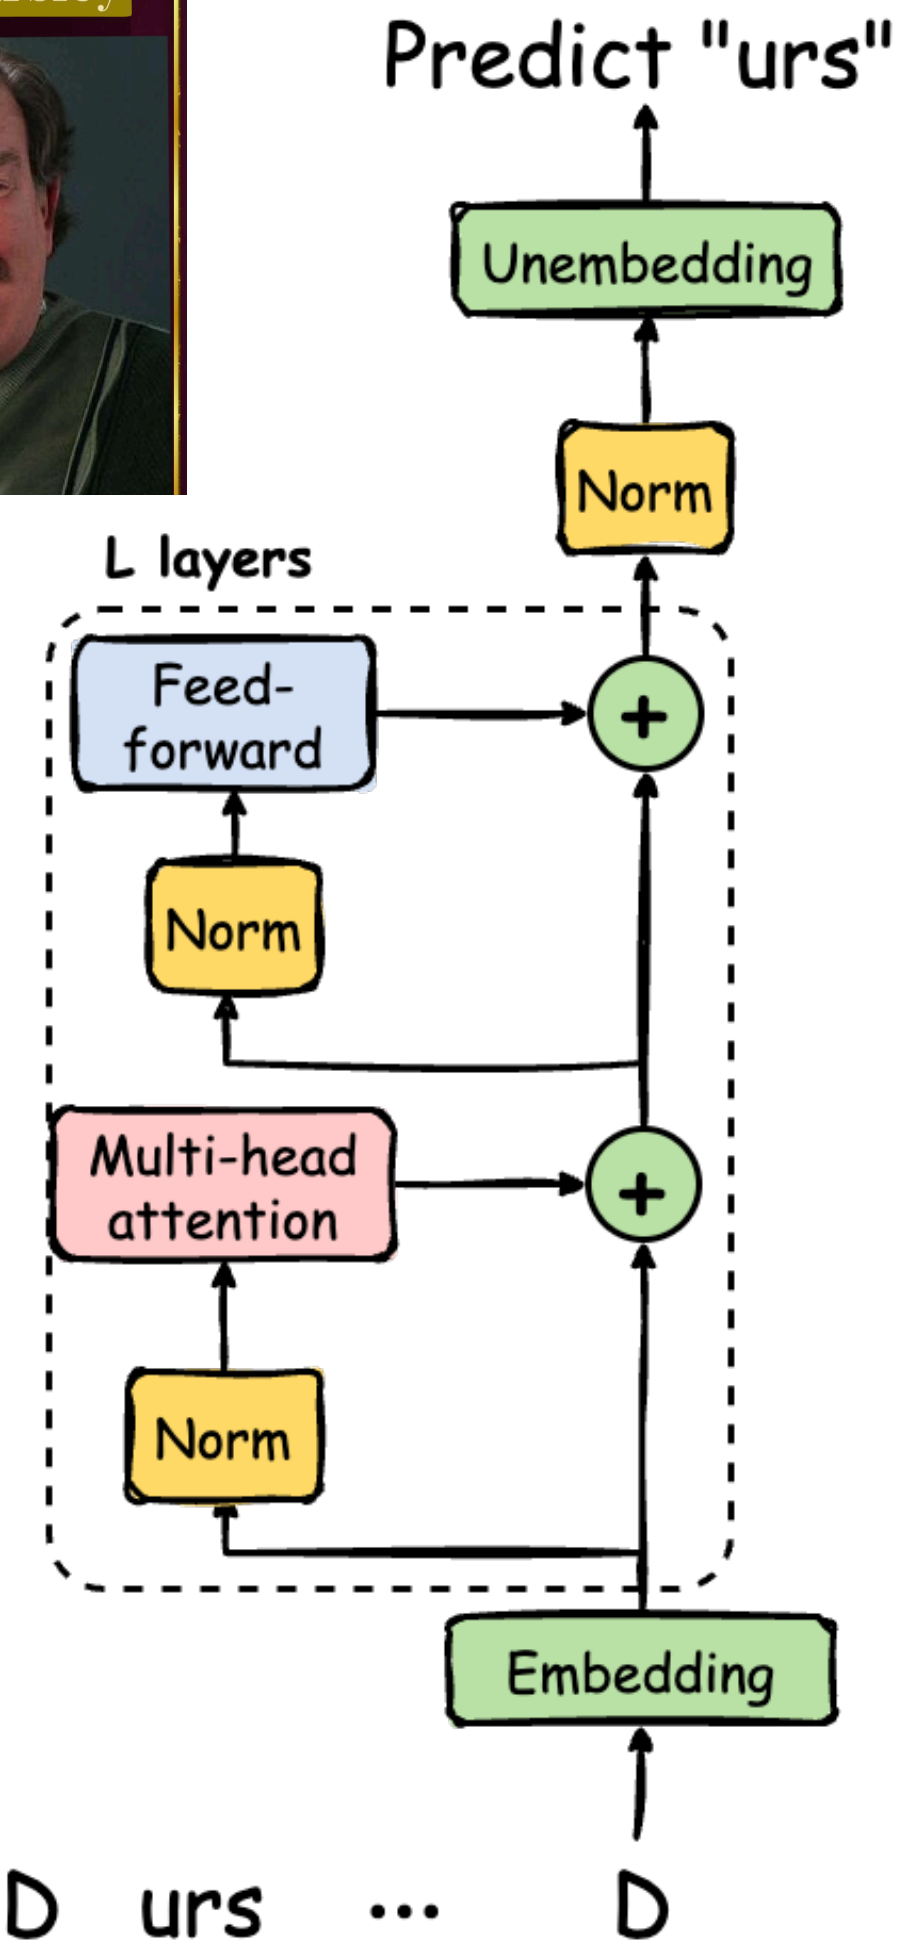 Predict "urs"
Unembedding
Norm
L layers
Feed-
forward
+
Norm
Multi-head
attention
+
Norm
Embedding
D urs ... D